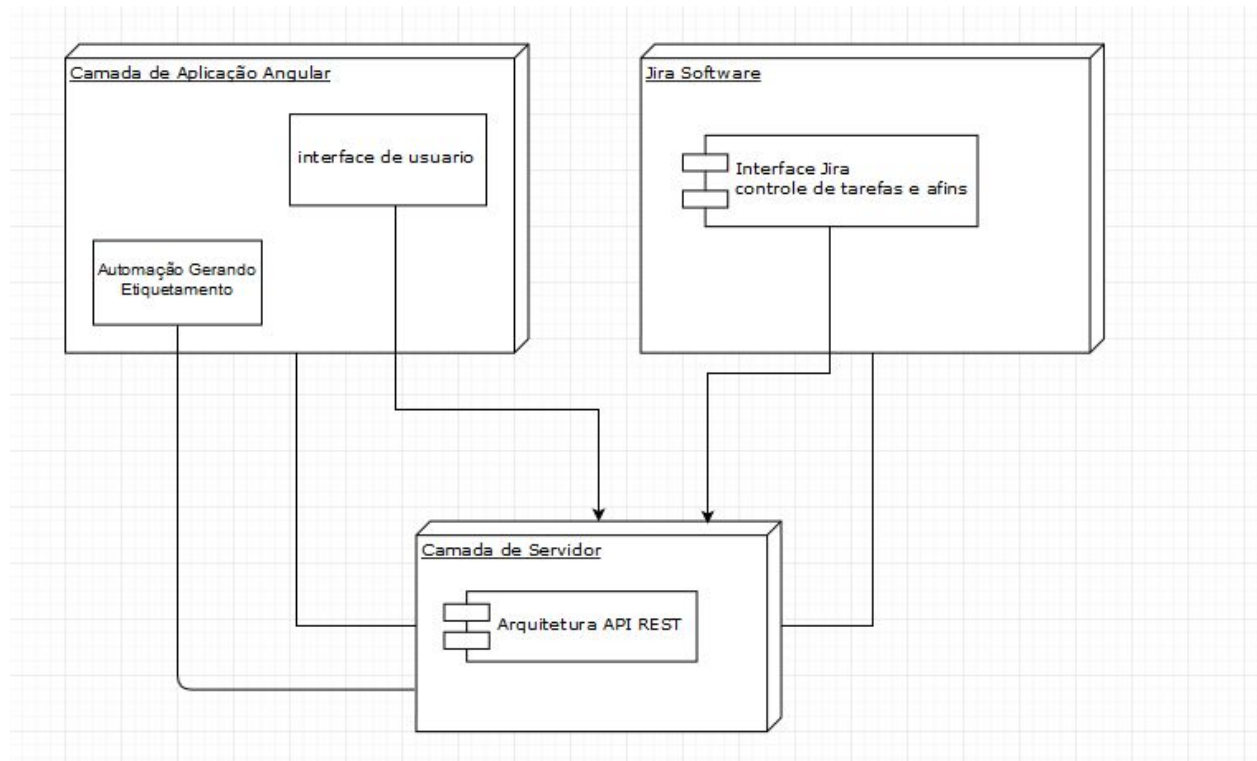 Camada de Aplicação Angular
interface de usuario
Automação Gerando
Etiquetamento
Jira Software
Interface Jira
controle de tarefas e afins
Camada de Servidor
Arquitetura API REST